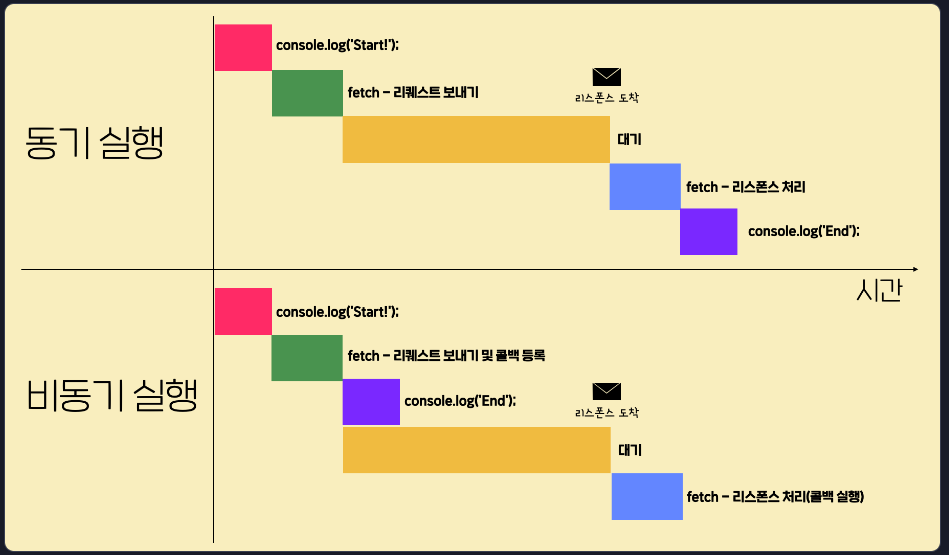 console.log('Start!');
fetch – 리퀘스트 보내기
리스폰스 도착
동기 실행
대기
fetch – 리스폰스 처리
console.log('End');
시간
console.log('Start!');
fetch – 리퀘스트 보내기 및 콜백 등록
비동기 실행
console.log('End');
리스폰스 도착
대기
fetch – 리스폰스 처리(콜백 실행)